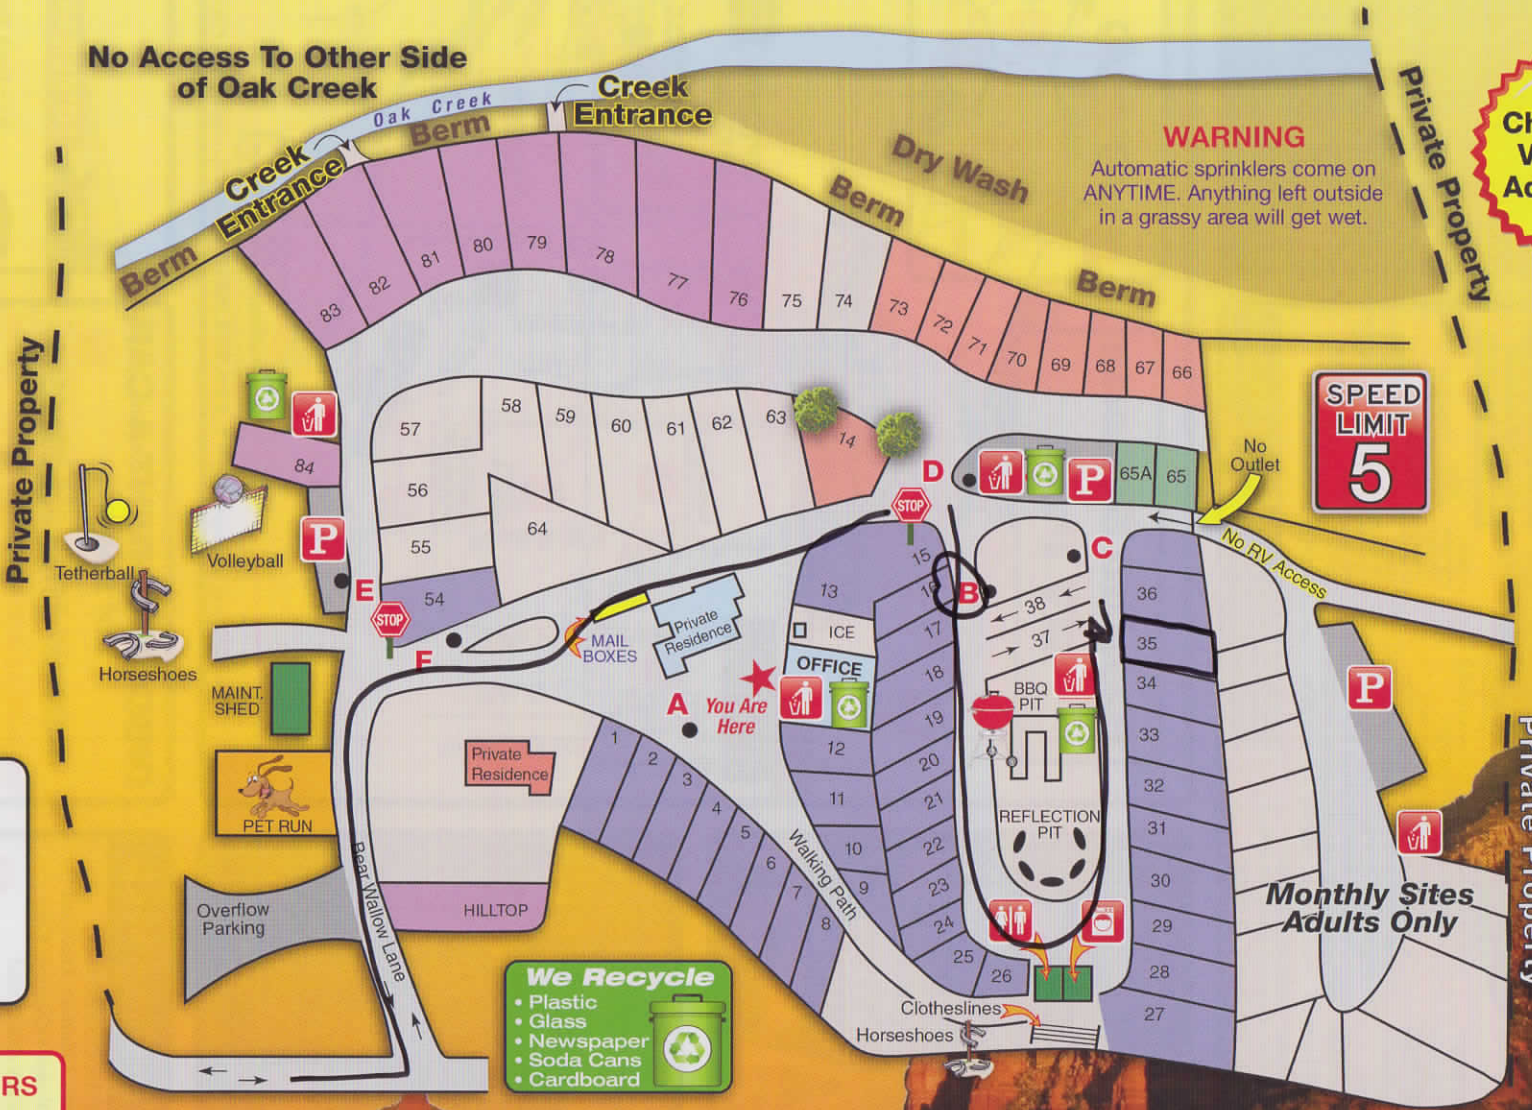 No Access To Other Side
of Oak Creek
Creek
Entrance
Oak Creek
Berm
Creek
Entrance
Berm
Dry Wash
Berm
Berm
WARNING
Automatic sprinklers come on
ANYTIME. Anything left outside
in a grassy area will get wet.
Private Property
Private Property
83
82
81
80
79
78
77
76
75
74
73
72
71
70
69
68
67
66
SPEED
LIMIT
5
No
Outlet
No RV Access
57
58
59
60
61
62
63
14
84
56
55
64
54
D
STOP
P
65A
65
C
P
Volleyball
Tetherball
Horseshoes
E
STOP
F
MAIL
BOXES
Private
Residence
13
15
16
B
ICE
OFFICE
17
18
19
20
21
22
23
24
25
26
38
37
BBQ
PIT
REFLECTION
PIT
36
35
34
33
32
31
30
29
28
27
P
A
You Are
Here
MAINT.
SHED
PET RUN
Private
Residence
HILLTOP
Overflow
Parking
Bear Wallow Lane
1
2
3
4
5
6
7
8
12
11
10
9
Walking Path
Monthly Sites
Adults Only
Private Property
Clotheslines
Horseshoes
We Recycle
• Plastic
• Glass
• Newspaper
• Soda Cans
• Cardboard
RS